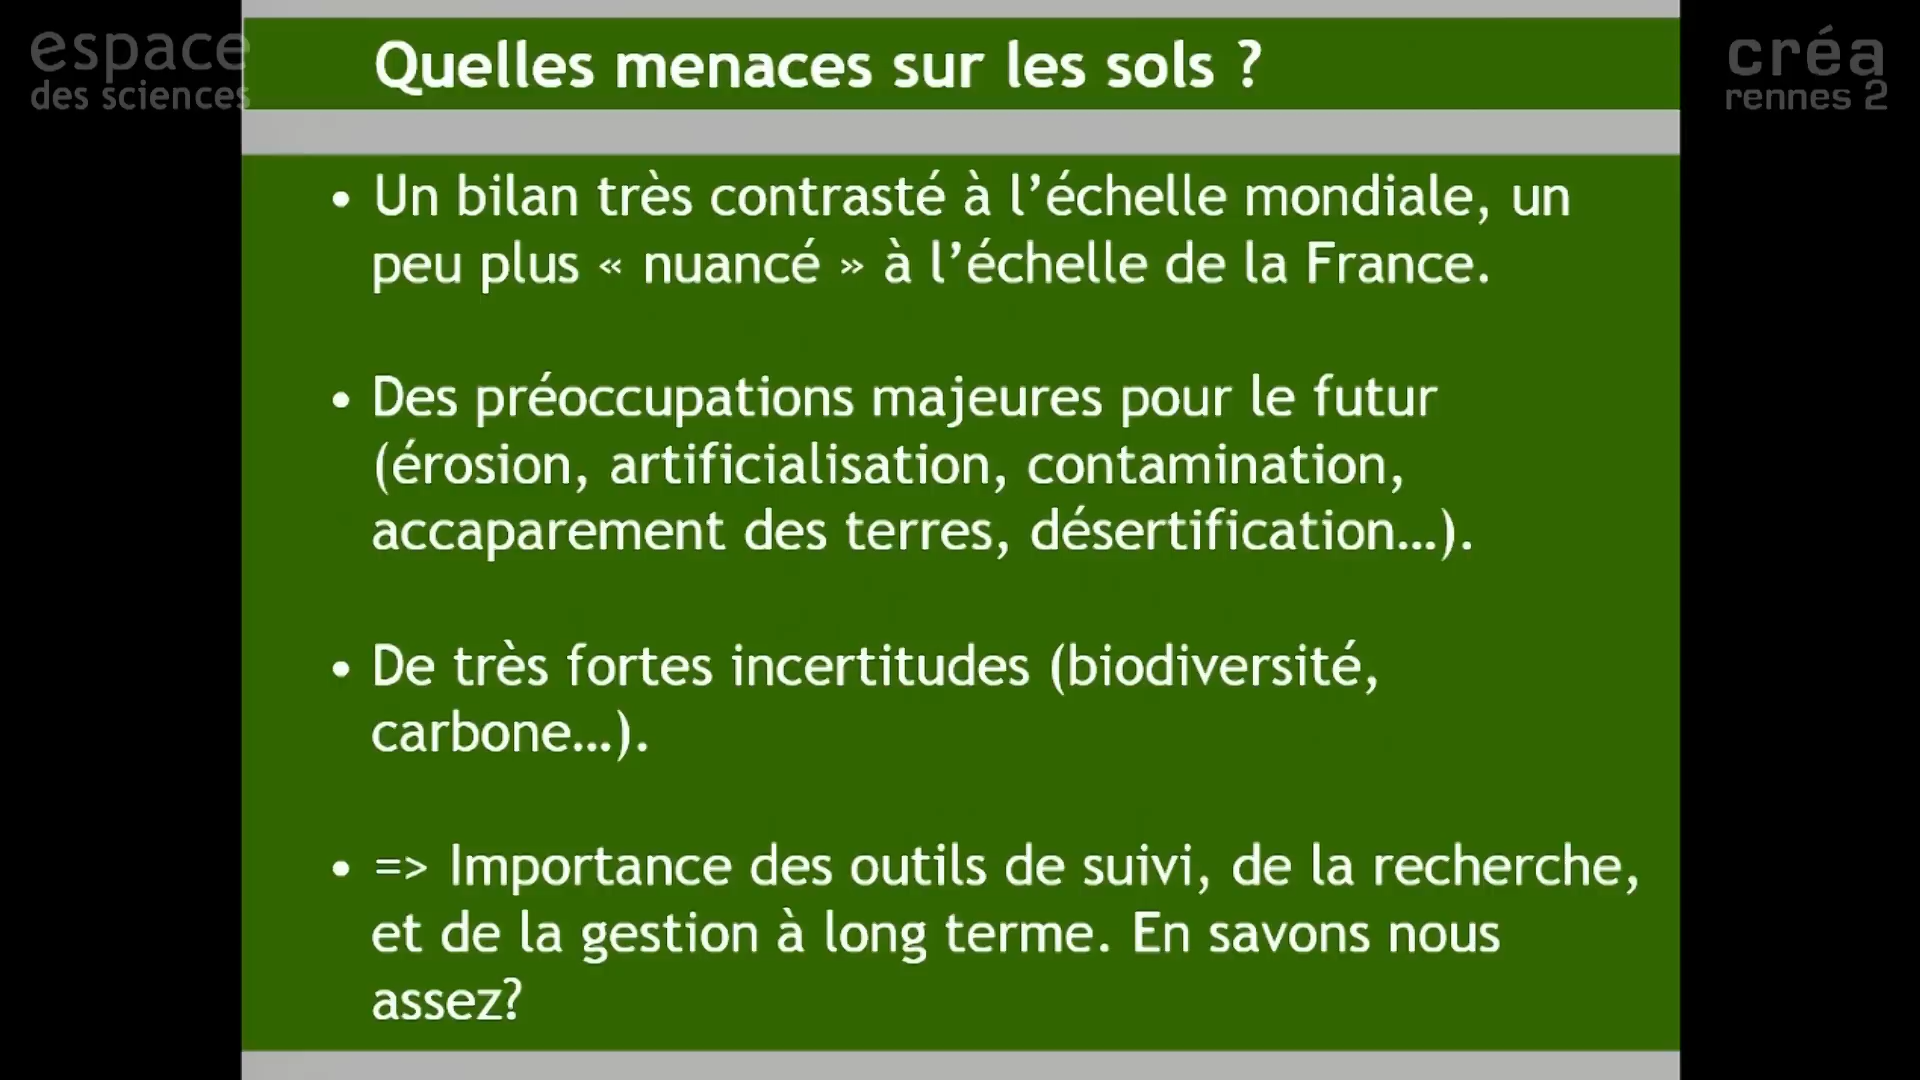 espace
des sciences
créa
rennes 2
Quelles menaces sur les sols ?
• Un bilan très contrasté à l’échelle mondiale, un
peu plus « nuancé » à l’échelle de la France.
• Des préoccupations majeures pour le futur
(érosion, artificialisation, contamination,
accaparement des terres, désertification…).
• De très fortes incertitudes (biodiversité,
carbone…).
• => Importance des outils de suivi, de la recherche,
et de la gestion à long terme. En savons nous
assez?